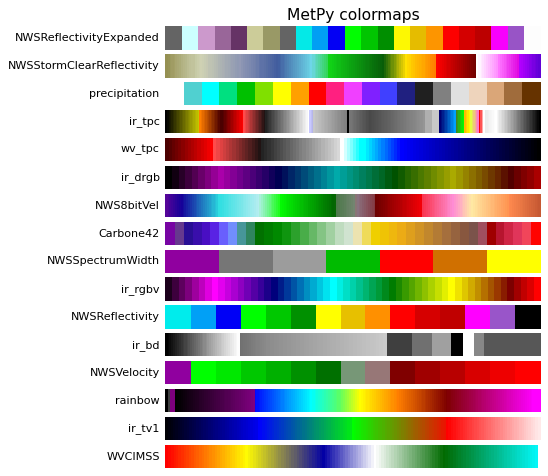 MetPy colormaps
NWSReflectivityExpanded
NWSStormClearReflectivity
precipitation
ir_tpc
wv_tpc
ir_drgb
NWS8bitVel
Carbone42
NWSSpectrumWidth
ir_rgbv
NWSReflectivity
ir_bd
NWSVelocity
rainbow
ir_tv1
WVCIMSS